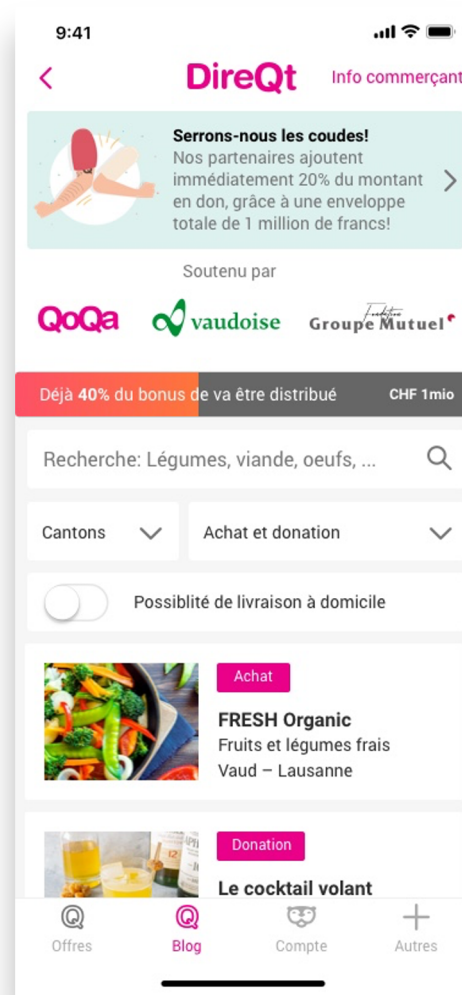 9:41
DireQt
Info commerçant
Serrons-nous les coudes!
Nos partenaires ajoutent
immédiatement 20% du montant
en don, grâce à une enveloppe
totale de 1 million de francs!
Soutenu par
QoQa
vaudoise
Fondation
Groupe Mutuel
Déjà 40% du bonus de va être distribué
CHF 1mio
Recherche: Légumes, viande, oeufs, ...
Cantons
Achat et donation
Possiblité de livraison à domicile
Achat
FRESH Organic
Fruits et légumes frais
Vaud – Lausanne
Donation
Le cocktail volant
Offres
Blog
Compte
Autres